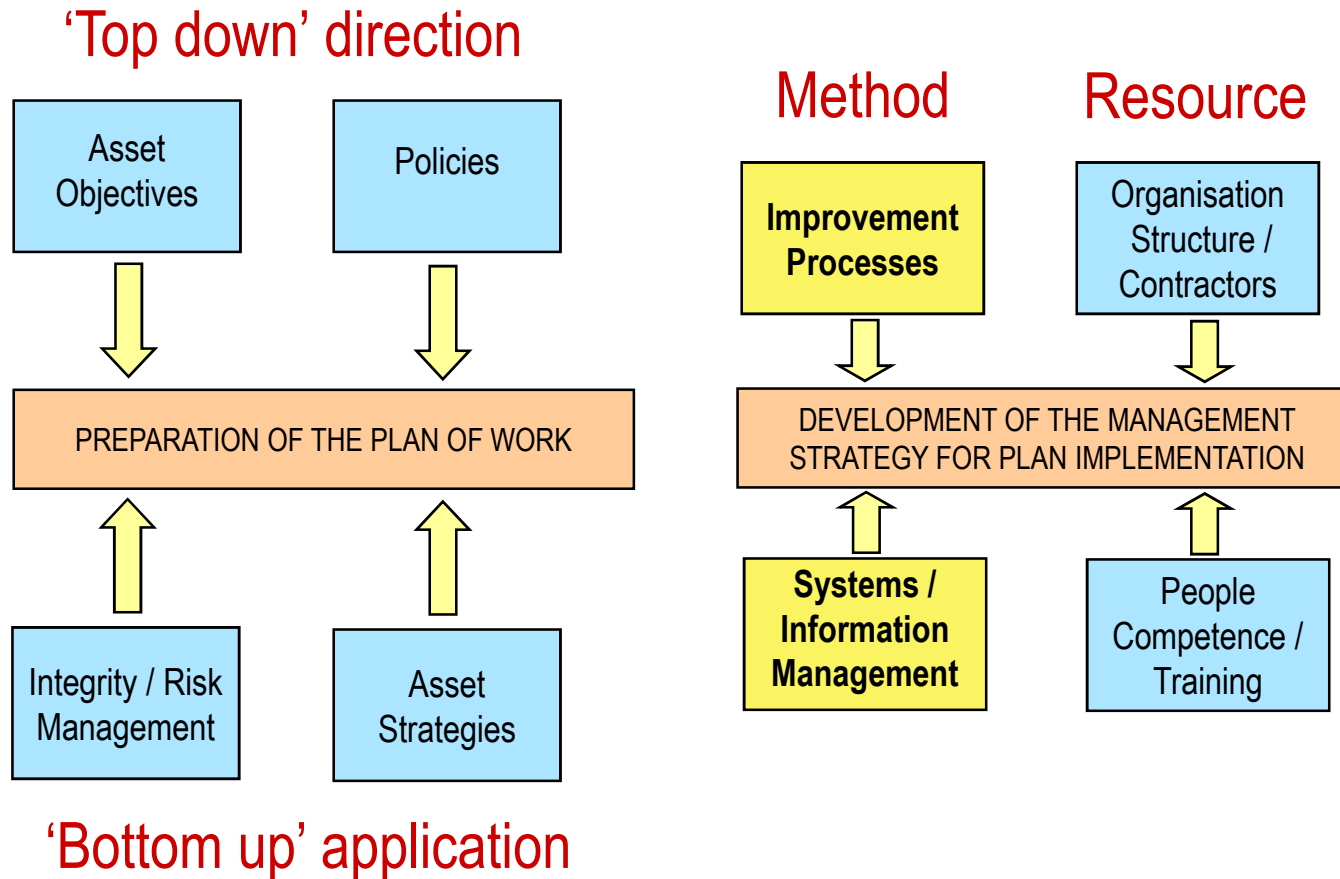 ‘Top down’ direction
Asset
Objectives
Policies
PREPARATION OF THE PLAN OF WORK
Integrity / Risk
Management
Asset
Strategies
‘Bottom up’ application
Method
Resource
Improvement
Processes
Organisation
Structure /
Contractors
DEVELOPMENT OF THE MANAGEMENT
STRATEGY FOR PLAN IMPLEMENTATION
Systems /
Information
Management
People
Competence /
Training